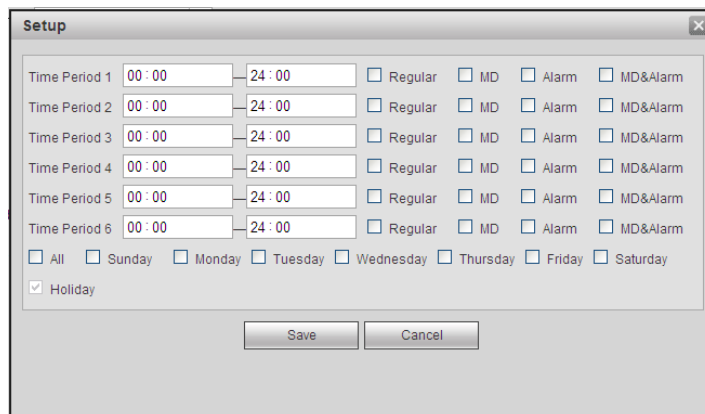 Setup
Time Period 1 00:00 — 24:00 Regular MD Alarm MD&Alarm
Time Period 2 00:00 — 24:00 Regular MD Alarm MD&Alarm
Time Period 3 00:00 — 24:00 Regular MD Alarm MD&Alarm
Time Period 4 00:00 — 24:00 Regular MD Alarm MD&Alarm
Time Period 5 00:00 — 24:00 Regular MD Alarm MD&Alarm
Time Period 6 00:00 — 24:00 Regular MD Alarm MD&Alarm
All Sunday Monday Tuesday Wednesday Thursday Friday Saturday
Holiday
Save Cancel